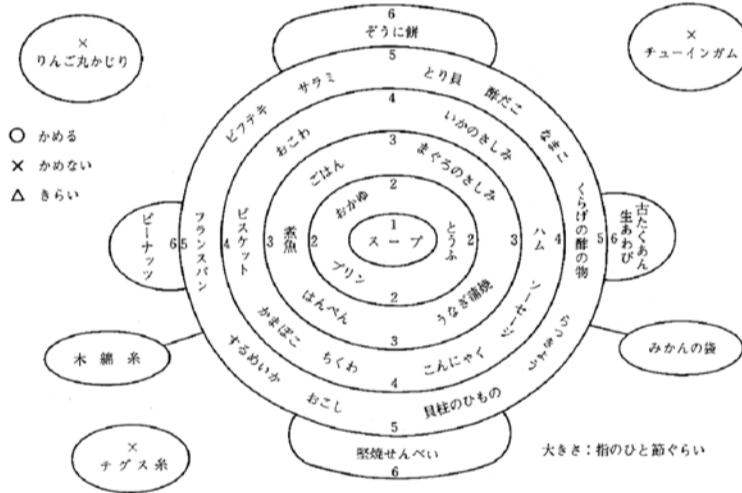 6
ぞうに餅
×
りんご丸かじり
×
チューインガム
5
ビフテキ
サラミ
とり貝
酢だこ
なまこ
○ かめる
× かめない
△ きらい
4
おこわ
いかのさしみ
3
ごはん
まぐろのさしみ
2
おかゆ
1
スープ
とうふ
プリン
2
ピーナッツ
6
5
フランスパン
4
ビスケット
3
煮魚
2
2
3
ハム
4
くらげの酢の物
5
6
古たくあん
生あわび
はんぺん
うなぎ蒲焼
3
かまぼこ
ちくわ
こんにゃく
ソーセージ
4
するめいか
おこし
貝柱のひもの
らっきょう
5
木綿糸
みかんの袋
堅焼せんべい
6
×
テグス糸
大きさ：指のひと節ぐらい